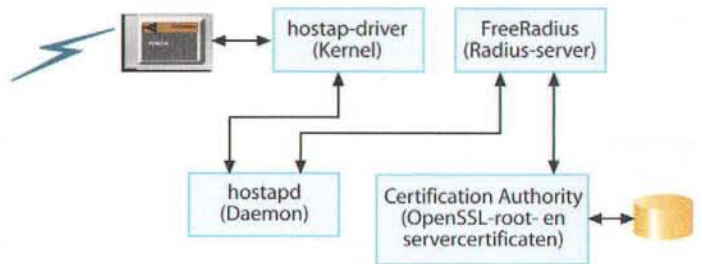 hostap-driver
(Kernel)
FreeRadius
(Radius-server)
hostapd
(Daemon)
Certification Authority
(OpenSSL-root- en
servercertificaten)